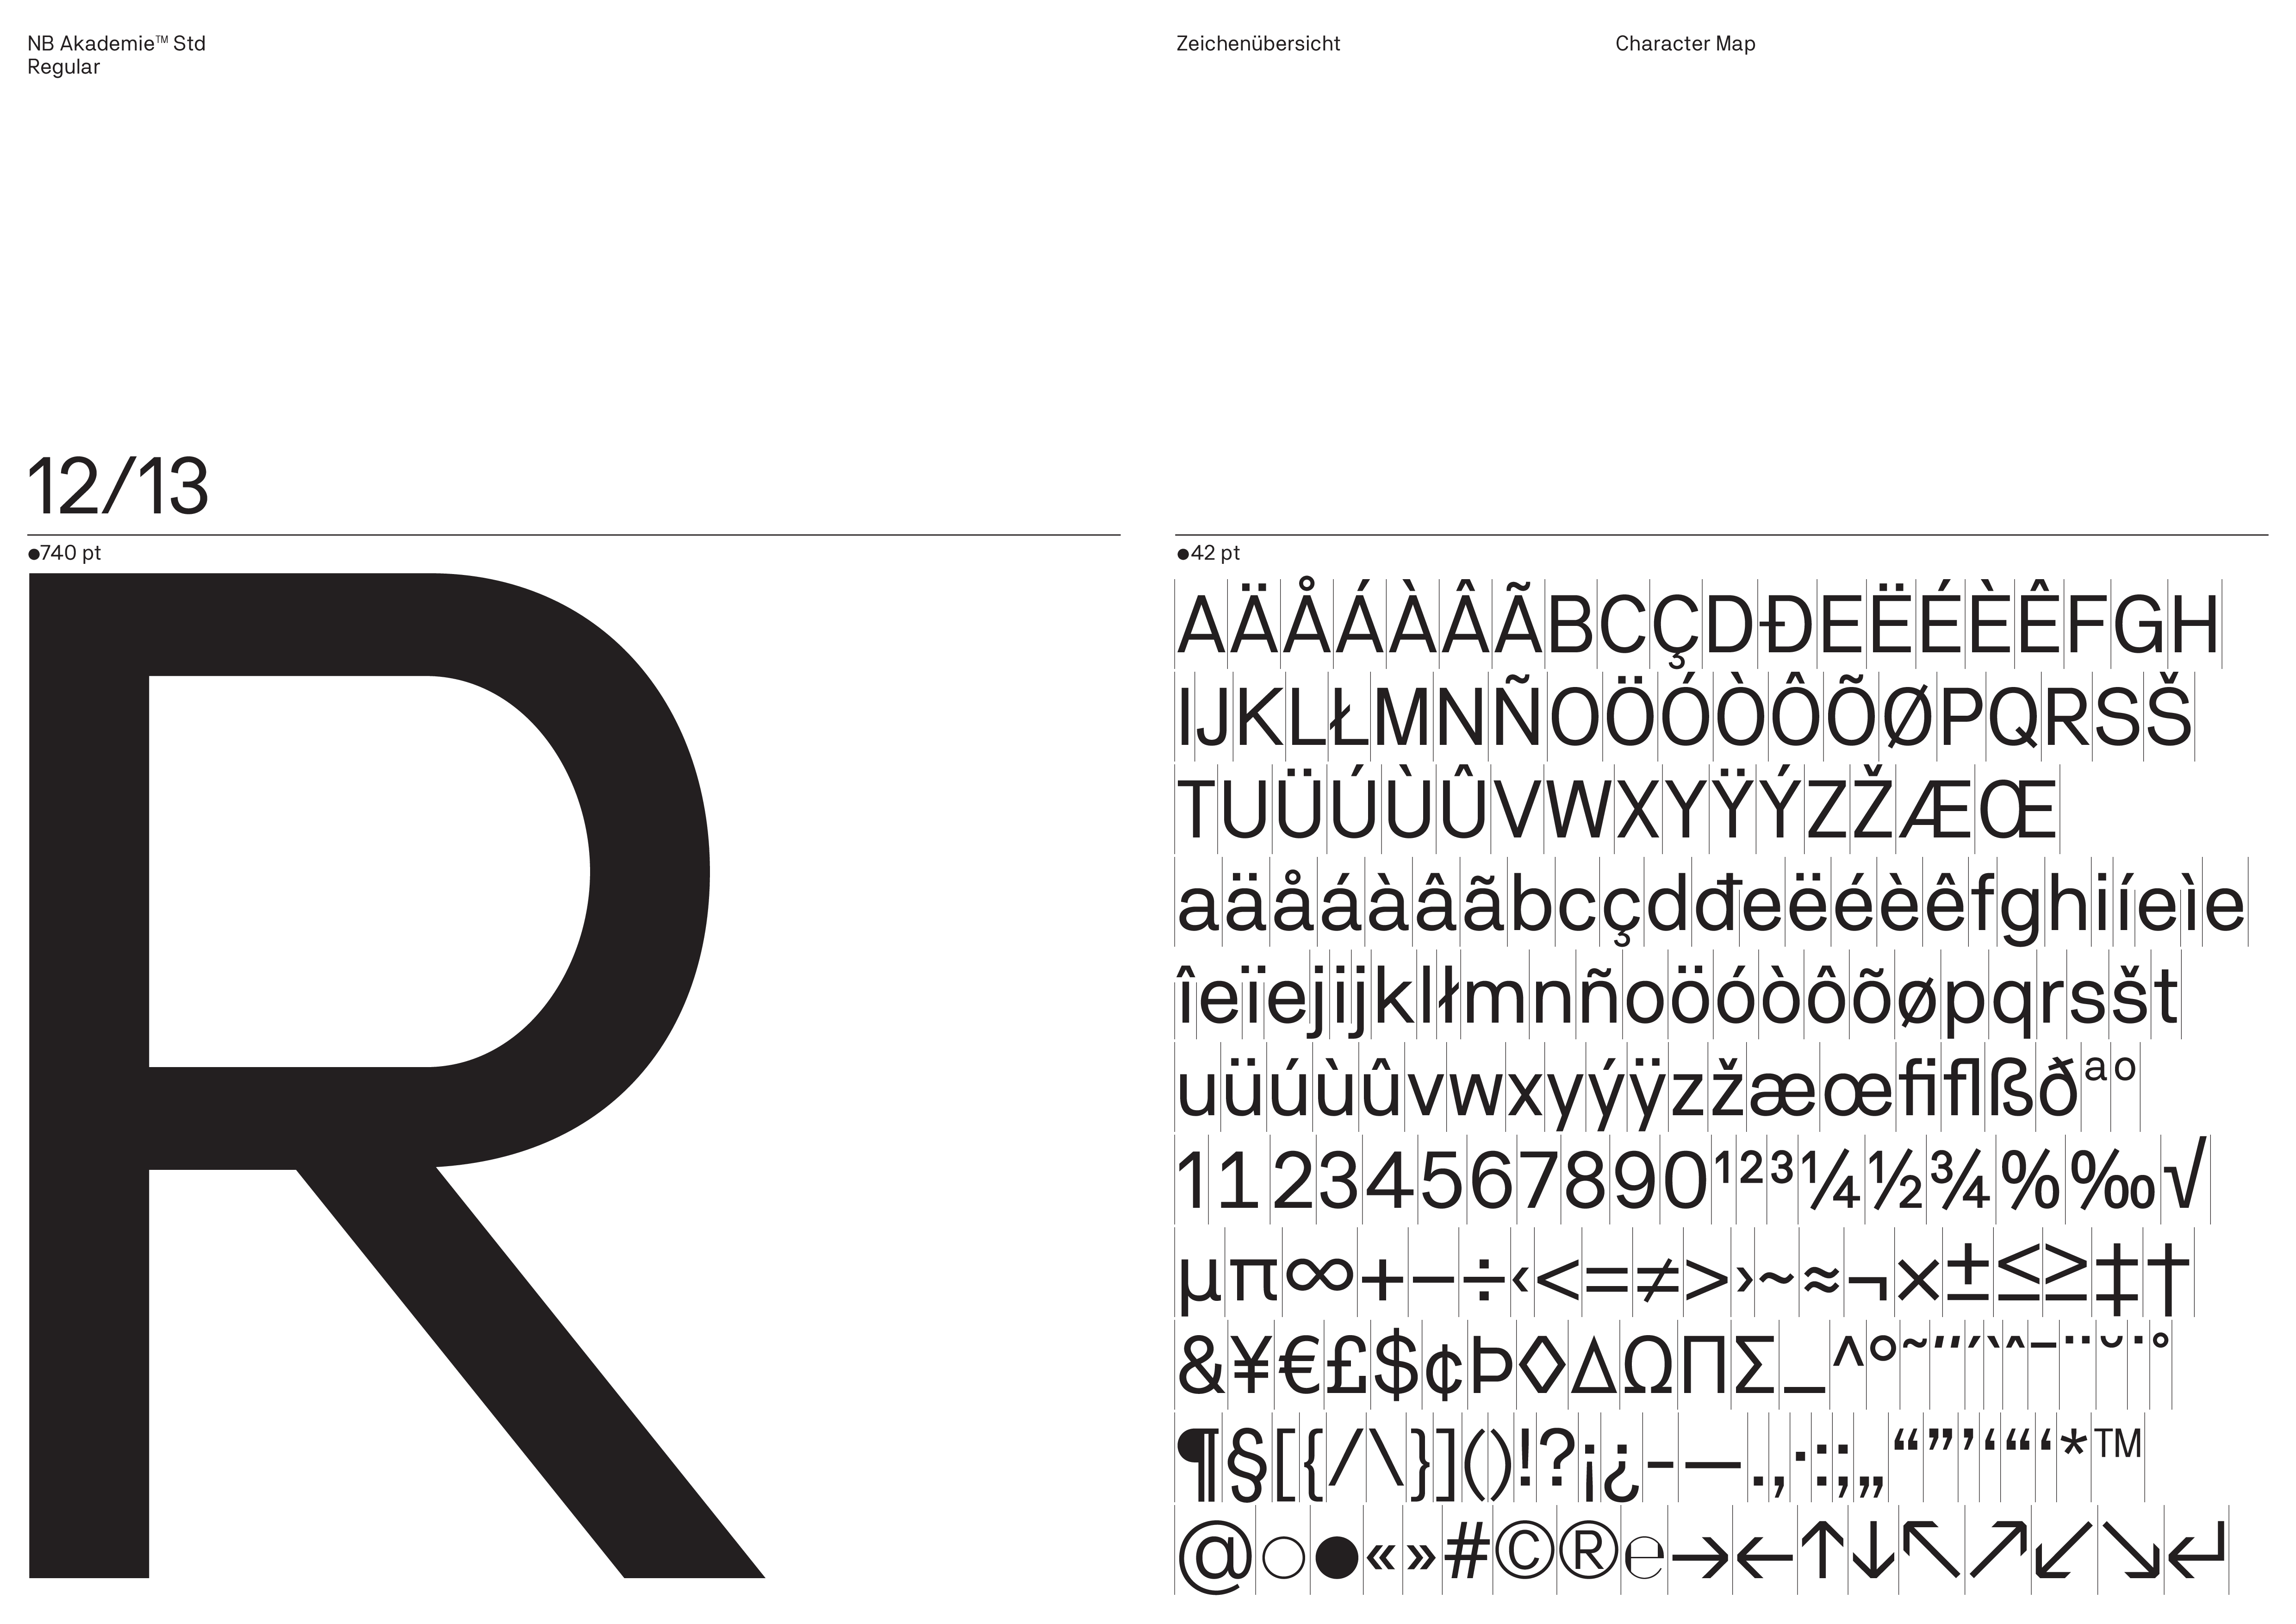 NB Akademie™ Std
Regular
Zeichenübersicht
Character Map
12/13
●740 pt
R
●42 pt
AÄÅÁÀÂÃBCÇDĐEËÉÈÊFGH
IJKLŁMNÑOÖÓÒÔÕØPQRSŠ
TUÜÚÙÛVWXYŸÝZŽÆŒ
aäåáàâãbcçdđeëéèêfghiíeìe
îeïejijklłmnñoöóòôõøpqrsšt
uüúùûvwxyýÿzžæœfiflßðªº
11234567890¹²³¼½¾%‰√
µπ∞+−÷‹<=≠>›~≈¬×±≤≥‡†
&¥€£$¢Þ◊∆ΩΠΣ_^°˜˝´`ˆ¯¨˘˙˚
¶§[{/\}]()!?¡¿–—.,·:;„“”’‘“‘*™
@○●«»#©®℮→←↑↓↖↗↙↘↵